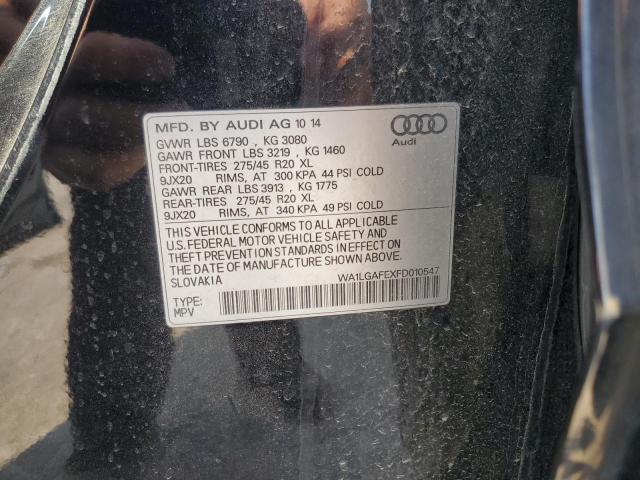 MFD. BY AUDI AG 10 14
GVWR LBS 6790 , KG 3080
GAWR FRONT LBS 3219 , KG 1460
FRONT-TIRES 275/45 R20 XL
9JX20 RIMS, AT 300 KPA 44 PSI COLD
GAWR REAR LBS 3913 , KG 1775
REAR-TIRES 275/45 R20 XL
9JX20 RIMS, AT 340 KPA 49 PSI COLD
Audi
THIS VEHICLE CONFORMS TO ALL APPLICABLE
U.S. FEDERAL MOTOR VEHICLE SAFETY AND
THEFT PREVENTION STANDARDS IN EFFECT ON
THE DATE OF MANUFACTURE SHOWN ABOVE.
SLOVAKIA
WA1LGAFEXFD010547
TYPE:
MPV